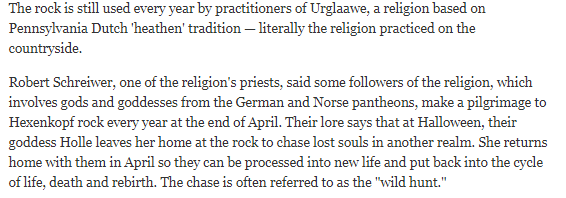 The rock is still used every year by practitioners of Urglaawe, a religion based on
Pennsylvania Dutch 'heathen' tradition — literally the religion practiced on the
countryside.
Robert Schreiwer, one of the religion's priests, said some followers of the religion, which
involves gods and goddesses from the German and Norse pantheons, make a pilgrimage to
Hexenkopf rock every year at the end of April. Their lore says that at Halloween, their
goddess Holle leaves her home at the rock to chase lost souls in another realm. She returns
home with them in April so they can be processed into new life and put back into the cycle
of life, death and rebirth. The chase is often referred to as the "wild hunt."